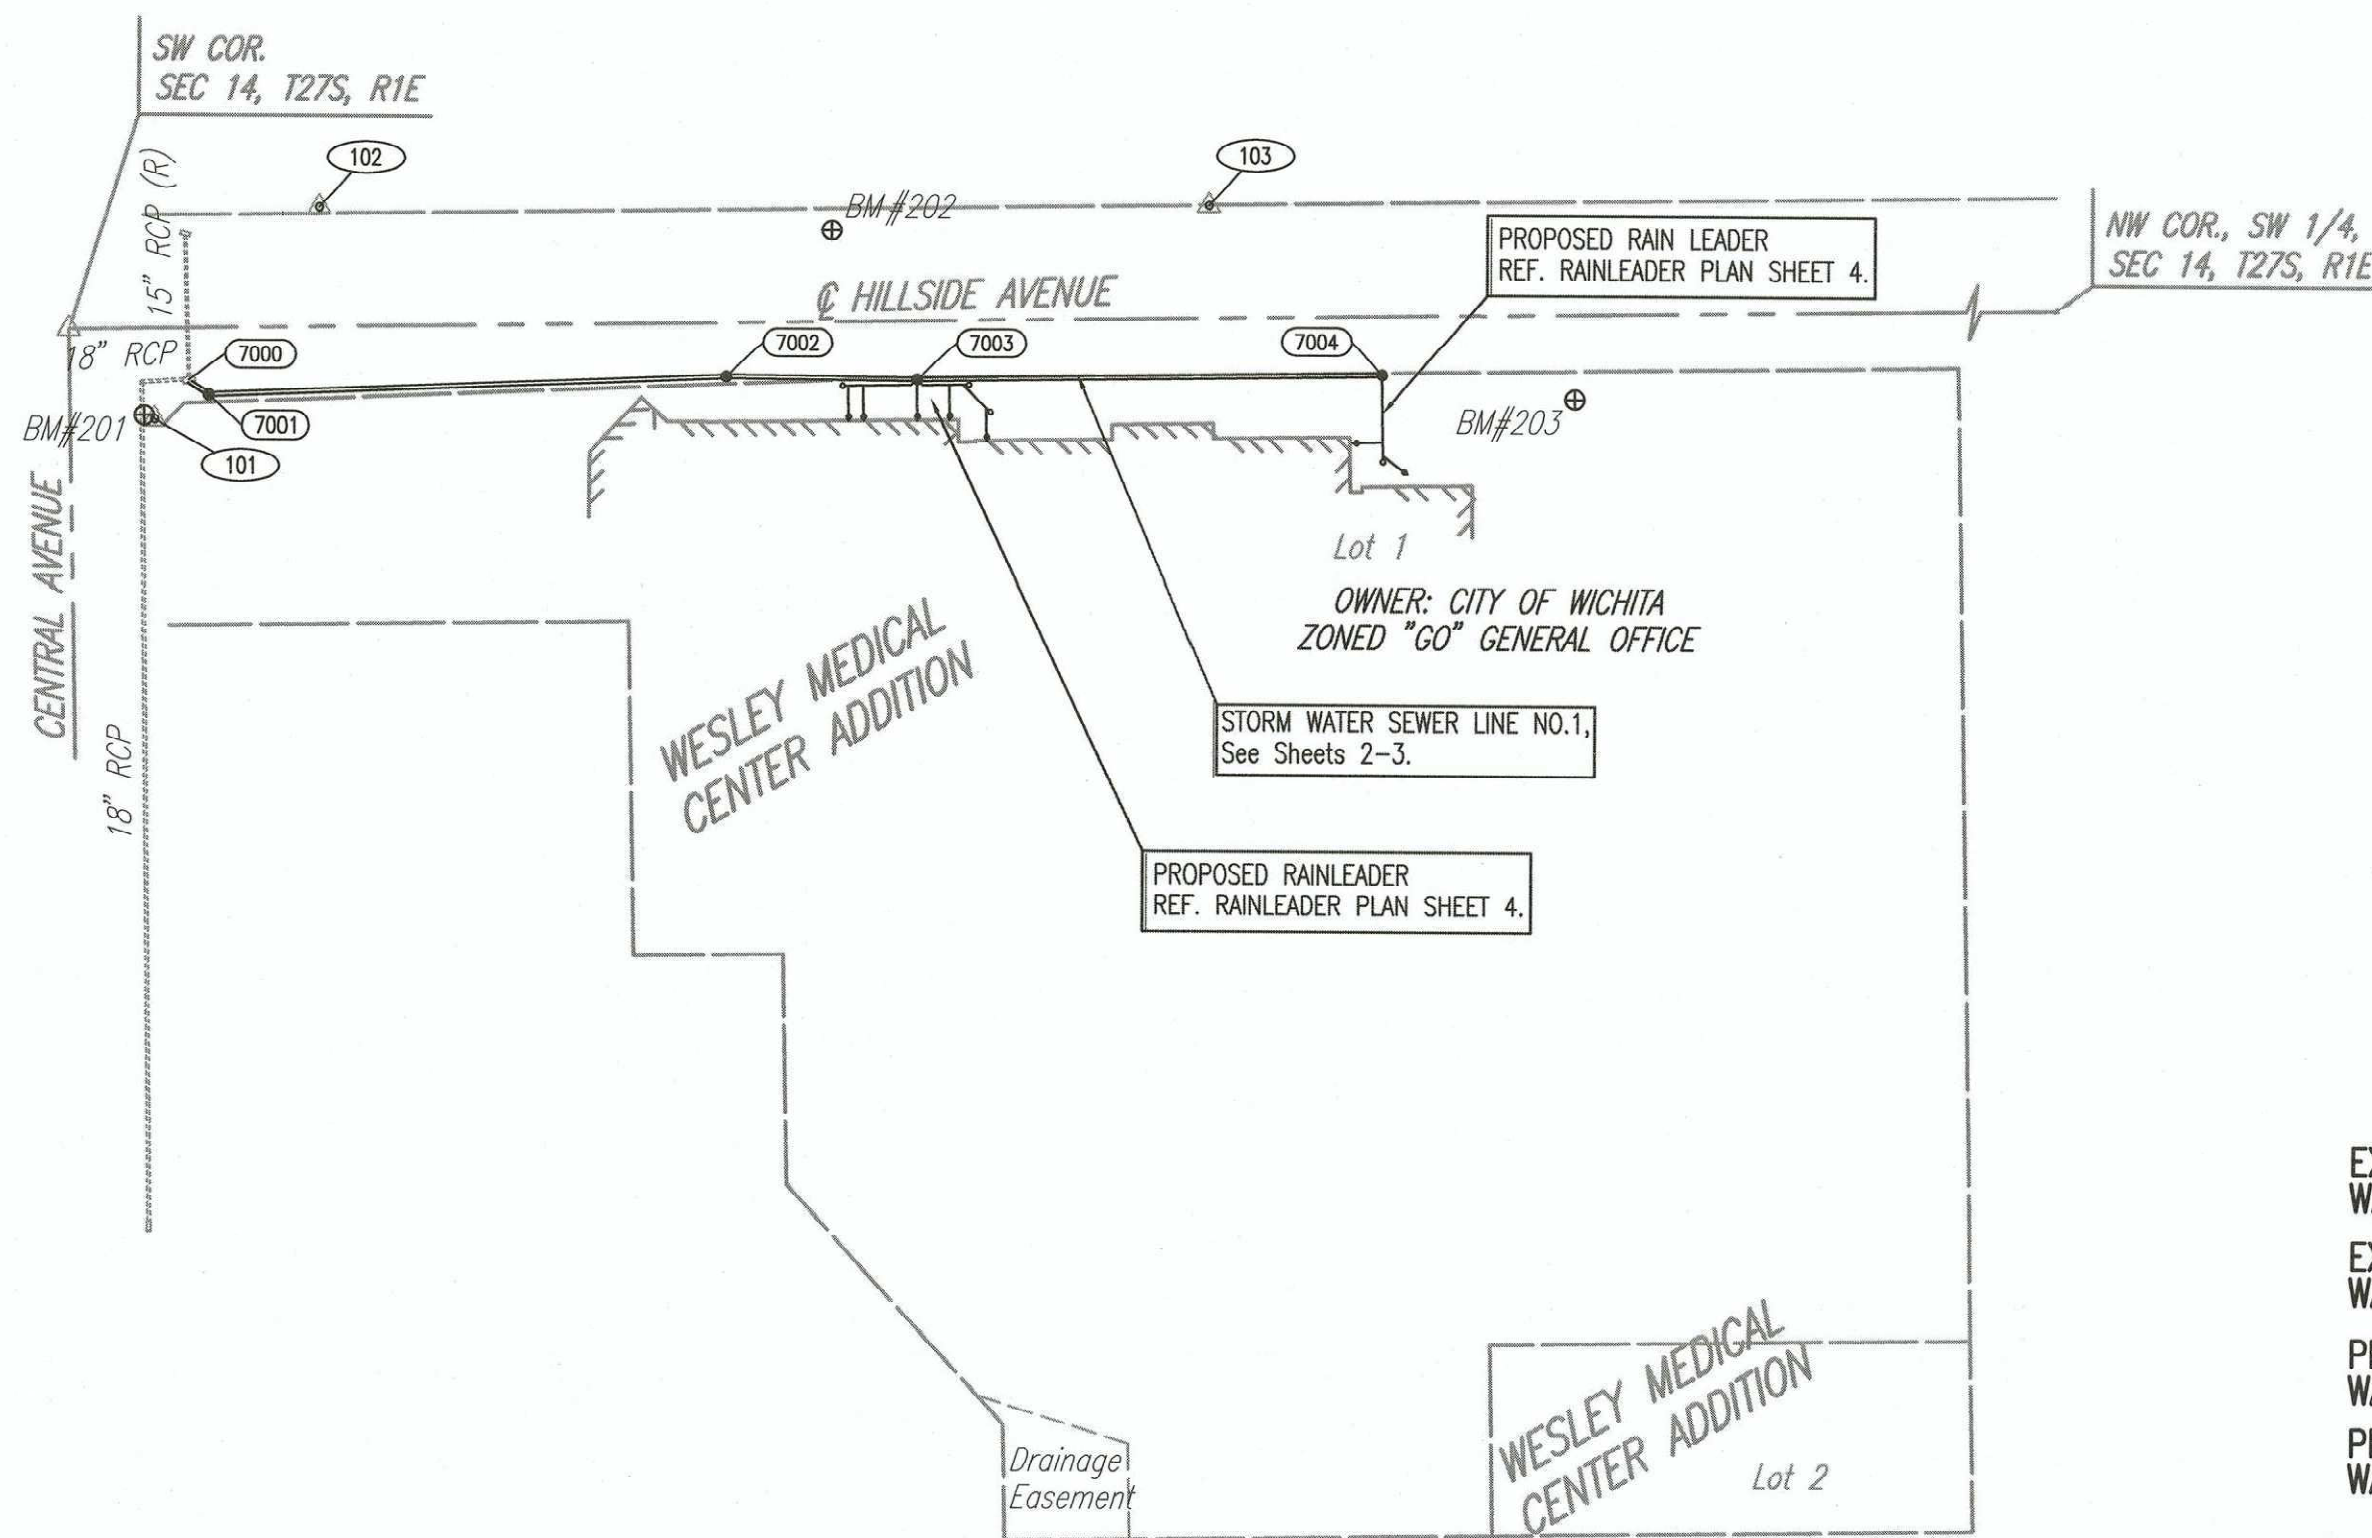 SW COR.
SEC 14, T27S, R1E
102
103
15" RCP (R)
BM#202
PROPOSED RAIN LEADER
REF. RAINLEADER PLAN SHEET 4.
NW COR., SW 1/4,
SEC 14, T27S, R1E
℄ HILLSIDE AVENUE
18" RCP
7000
7002
7003
7004
BM#201
7001
101
BM#203
CENTRAL AVENUE
Lot 1
OWNER: CITY OF WICHITA
ZONED "GO" GENERAL OFFICE
WESLEY MEDICAL
CENTER ADDITION
18" RCP
STORM WATER SEWER LINE NO.1,
See Sheets 2-3.
PROPOSED RAINLEADER
REF. RAINLEADER PLAN SHEET 4.
WESLEY MEDICAL
CENTER ADDITION
Lot 2
Drainage
Easement